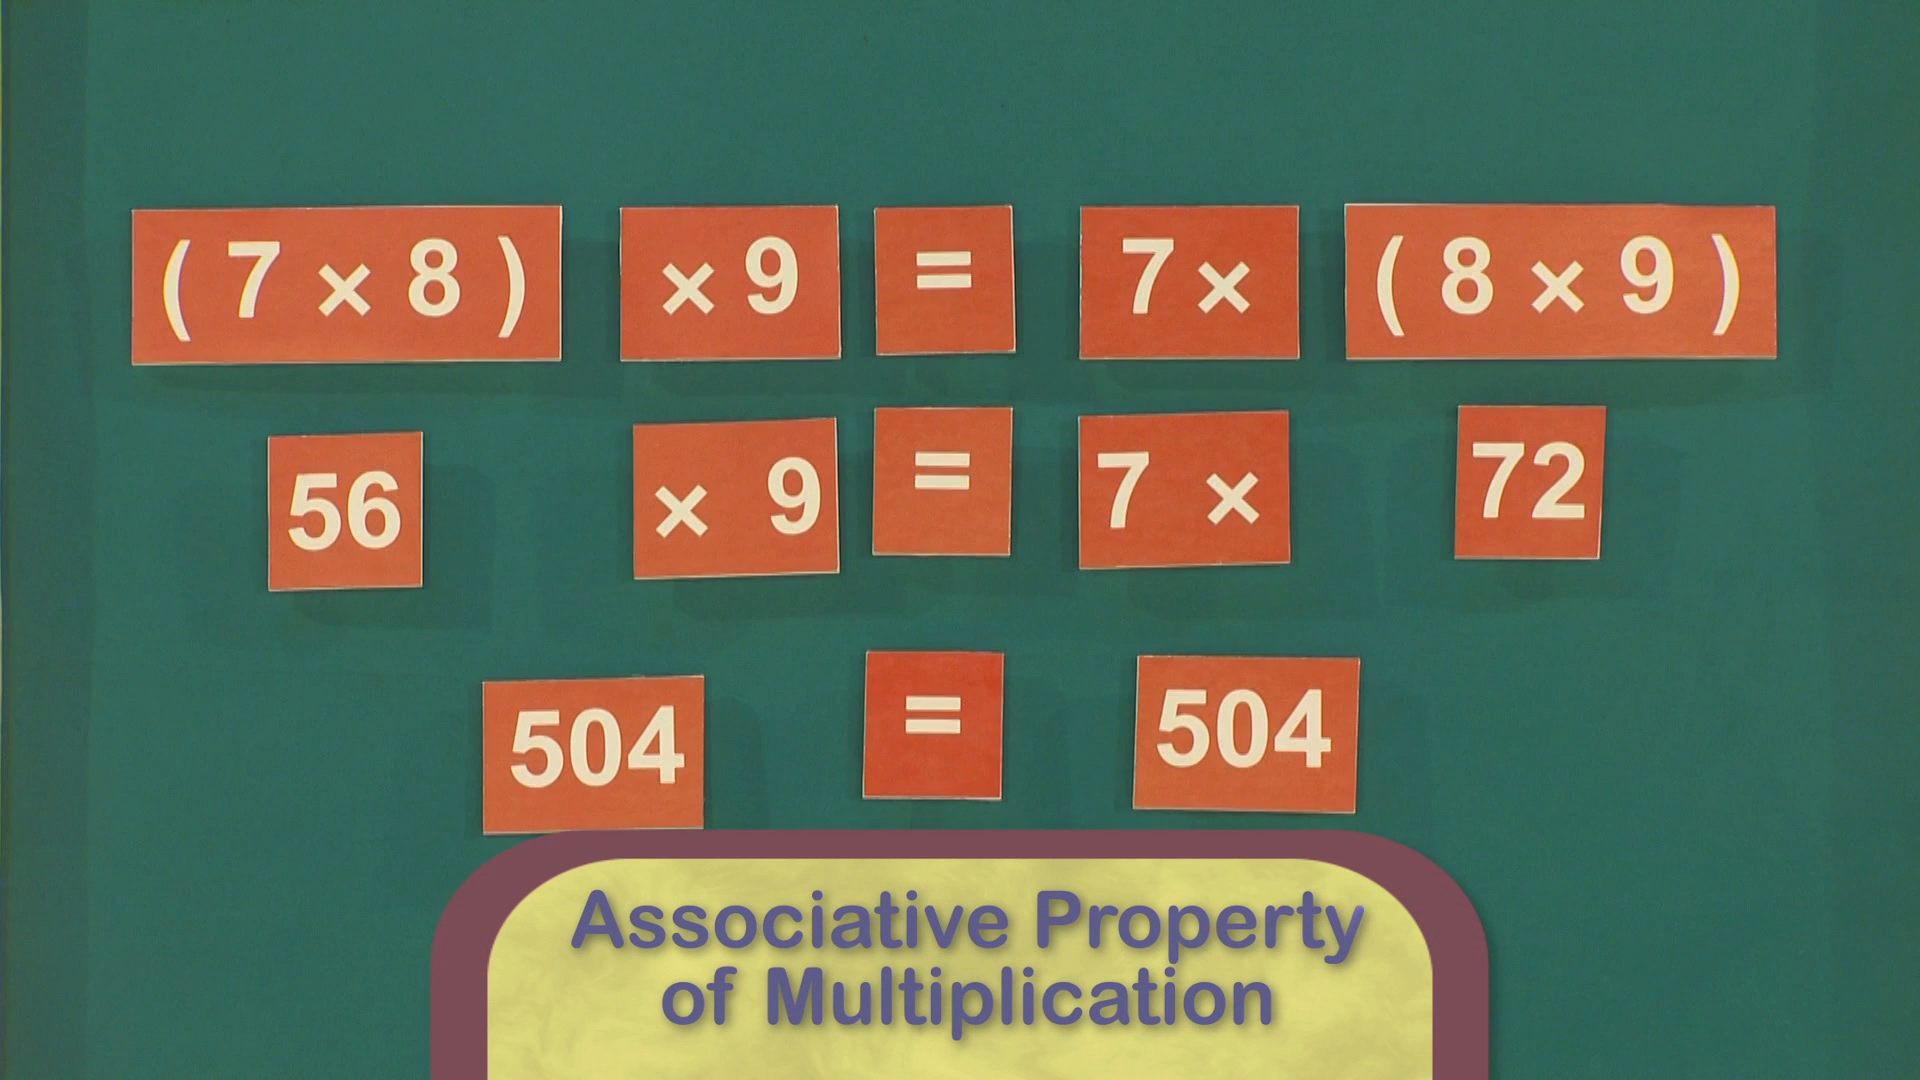 ( 7 × 8 ) × 9 = 7 × ( 8 × 9 )
56 × 9 = 7 × 72
504 = 504
Associative Property
of Multiplication